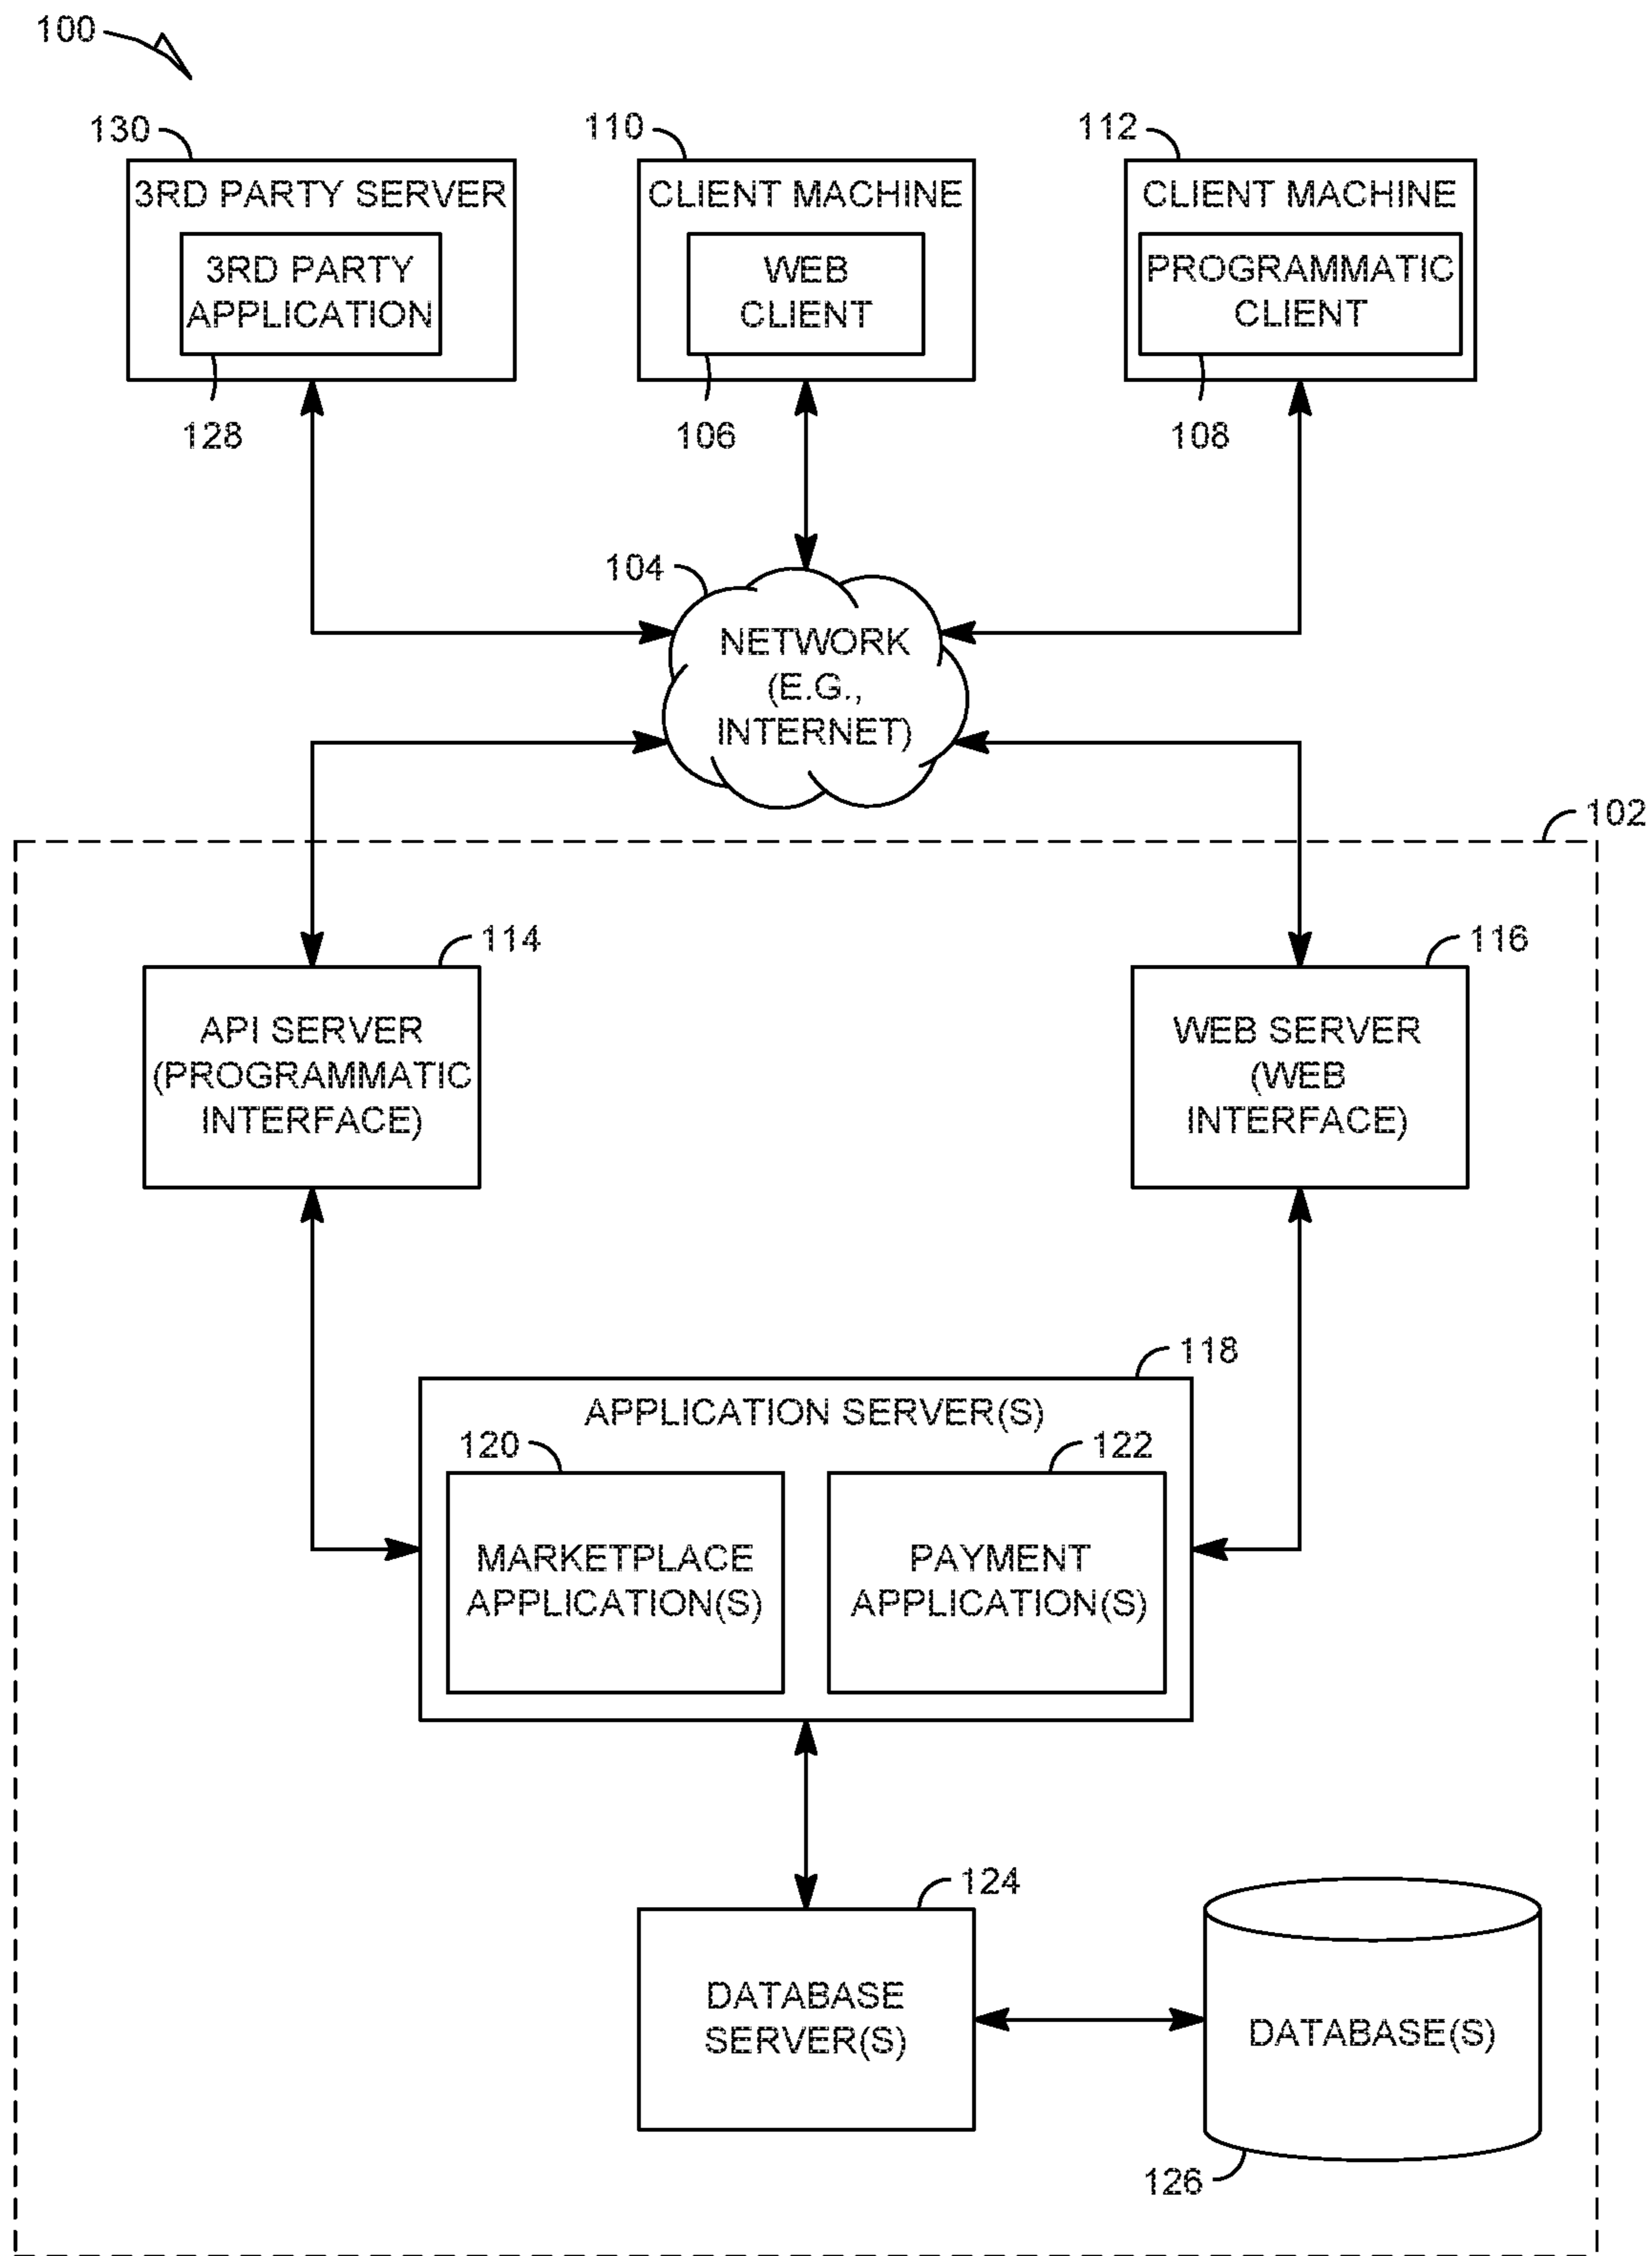 100
130
110
112
3RD PARTY SERVER
3RD PARTY
APPLICATION
128
CLIENT MACHINE
WEB
CLIENT
106
CLIENT MACHINE
PROGRAMMATIC
CLIENT
108
104
NETWORK
(E.G.,
INTERNET)
102
114
API SERVER
(PROGRAMMATIC
INTERFACE)
116
WEB SERVER
(WEB
INTERFACE)
118
APPLICATION SERVER(S)
120
MARKETPLACE
APPLICATION(S)
122
PAYMENT
APPLICATION(S)
124
DATABASE
SERVER(S)
DATABASE(S)
126